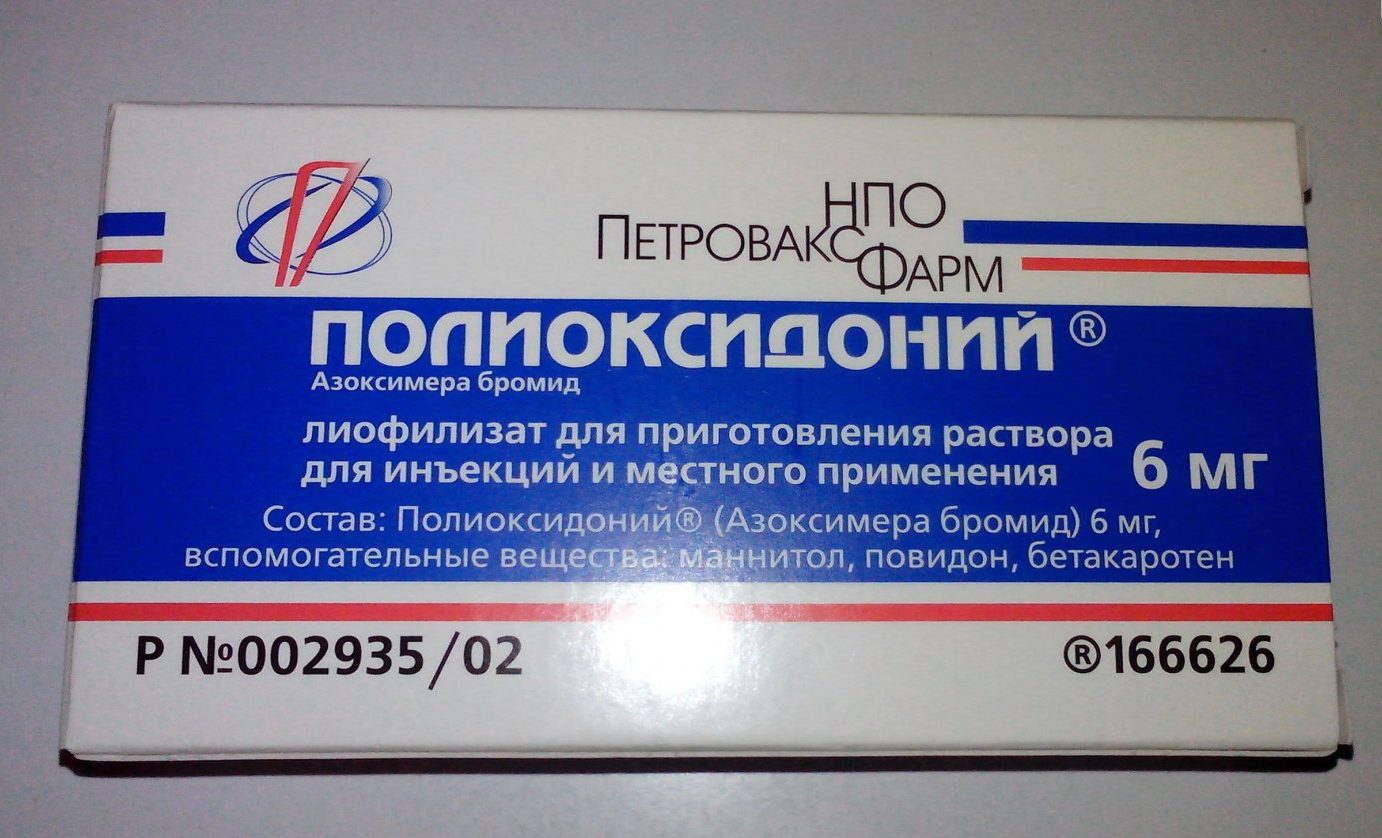 НПО
ПЕТРОВАКС
ФАРМ
ПОЛИОКСИДОНИЙ®
Азоксимера бромид
лиофилизат для приготовления раствора
для инъекций и местного применения
6 мг
Состав: Полиоксидоний® (Азоксимера бромид) 6 мг,
вспомогательные вещества: маннитол, повидон, бетакаротен
Р №002935/02
®166626